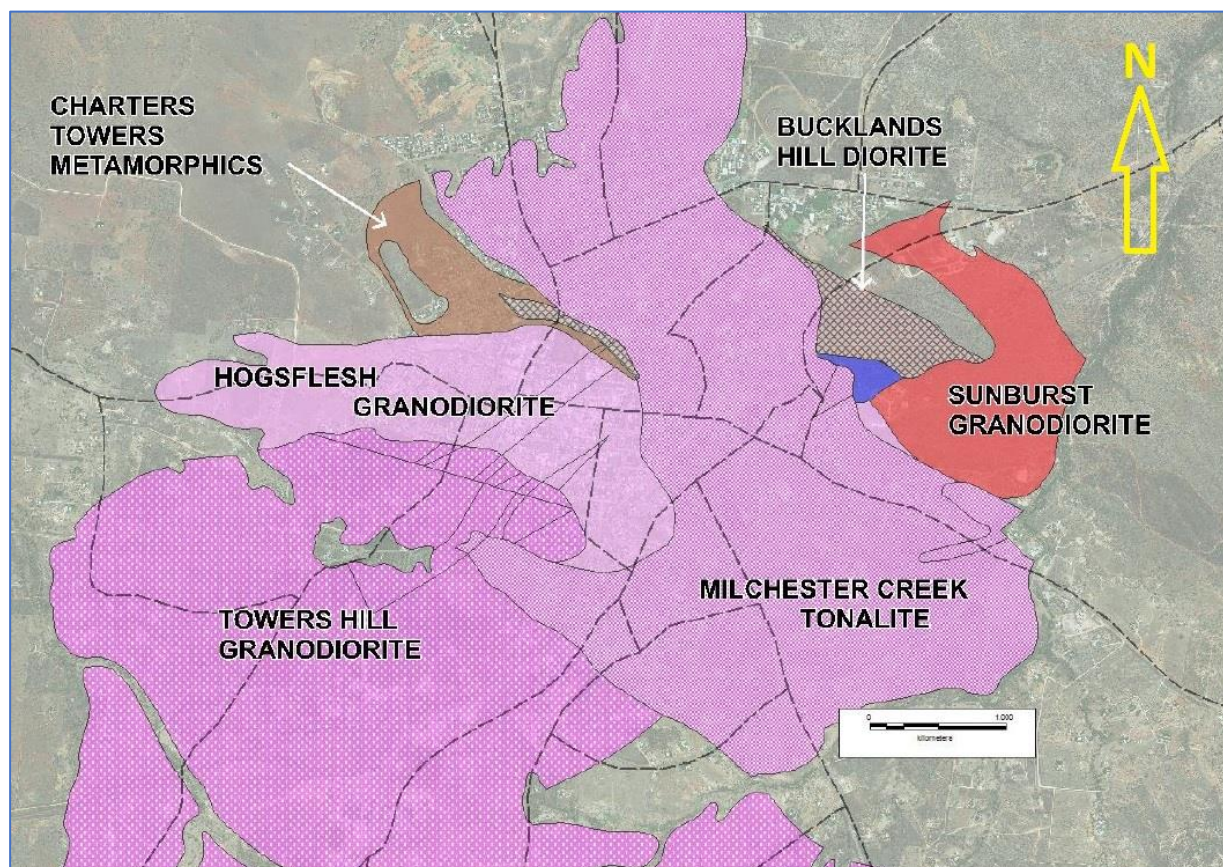 CHARTERS
TOWERS
METAMORPHICS
BUCKLANDS
HILL DIORITE
N
HOGSFLESH
GRANODIORITE
SUNBURST
GRANODIORITE
MILCHESTER CREEK
TONALITE
TOWERS HILL
GRANODIORITE
0 1,000
kilometers